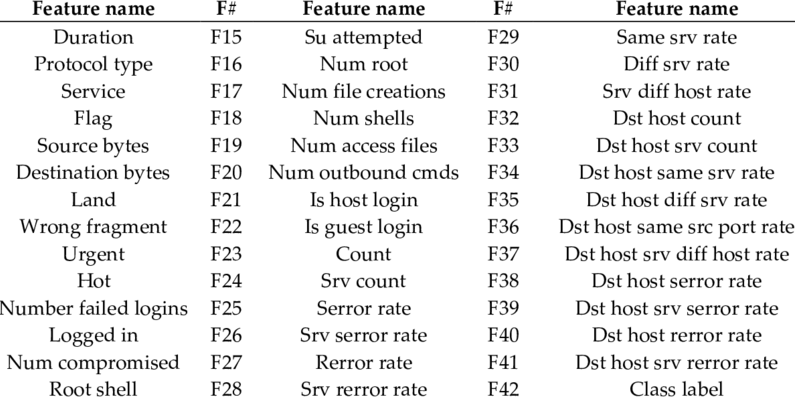 Feature name F# Feature name F# Feature name
Duration F15 Su attempted F29 Same srv rate
Protocol type F16 Num root F30 Diff srv rate
Service F17 Num file creations F31 Srv diff host rate
Flag F18 Num shells F32 Dst host count
Source bytes F19 Num access files F33 Dst host srv count
Destination bytes F20 Num outbound cmds F34 Dst host same srv rate
Land F21 Is host login F35 Dst host diff srv rate
Wrong fragment F22 Is guest login F36 Dst host same src port rate
Urgent F23 Count F37 Dst host srv diff host rate
Hot F24 Srv count F38 Dst host serror rate
Number failed logins F25 Serror rate F39 Dst host srv serror rate
Logged in F26 Srv serror rate F40 Dst host rerror rate
Num compromised F27 Rerror rate F41 Dst host srv rerror rate
Root shell F28 Srv rerror rate F42 Class label